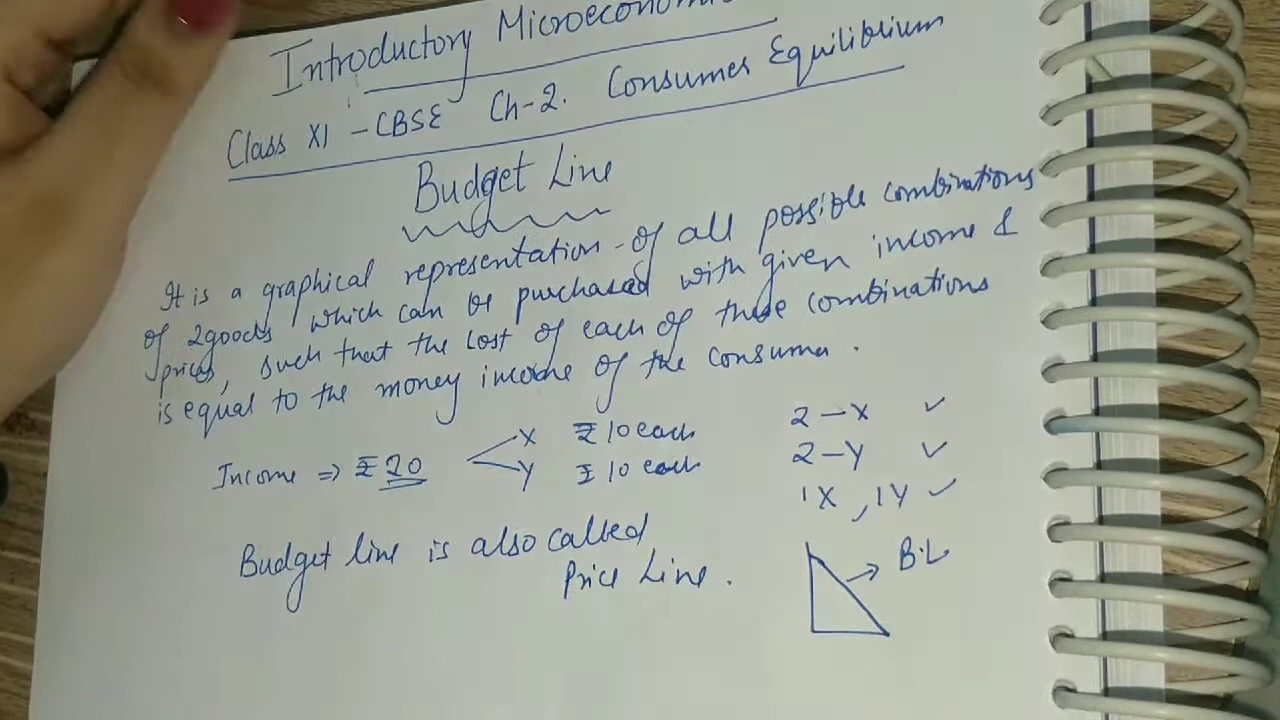 Introductory Microeconomic
Class XI - CBSE Ch-2. Consumer Equilibrium
Budget Line
It is a graphical representation of all possible combinations
of 2goods which can be purchased with given income &
prices, such that the cost of each of these combinations
is equal to the money income of the consumer.
Income => ₹20
X ₹10 each
Y ₹10 each
2 - X ✓
2 - Y ✓
1X, 1Y ✓
Budget line is also called
Price Line.
B.L